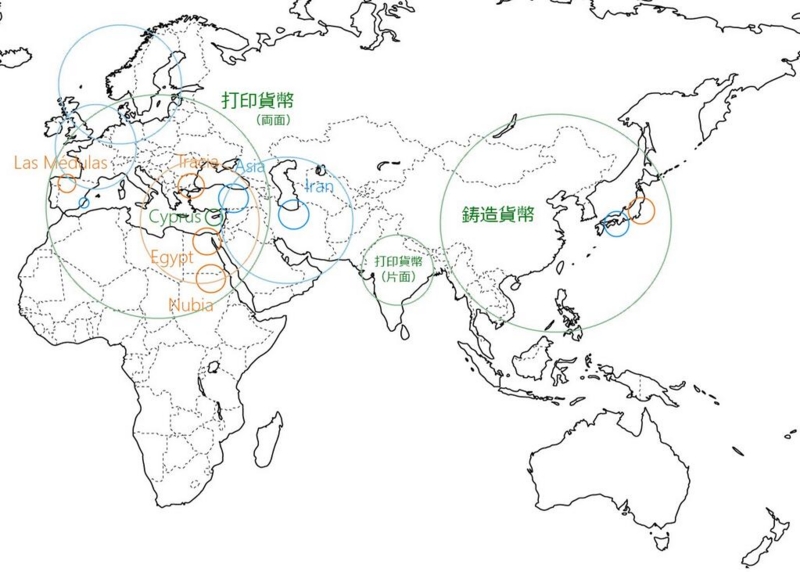 打印貨幣
（両面）
Las Médulas
Tracia
Asia
Iran
Cyprus
鋳造貨幣
Egypt
打印貨幣
（片面）
Nubia